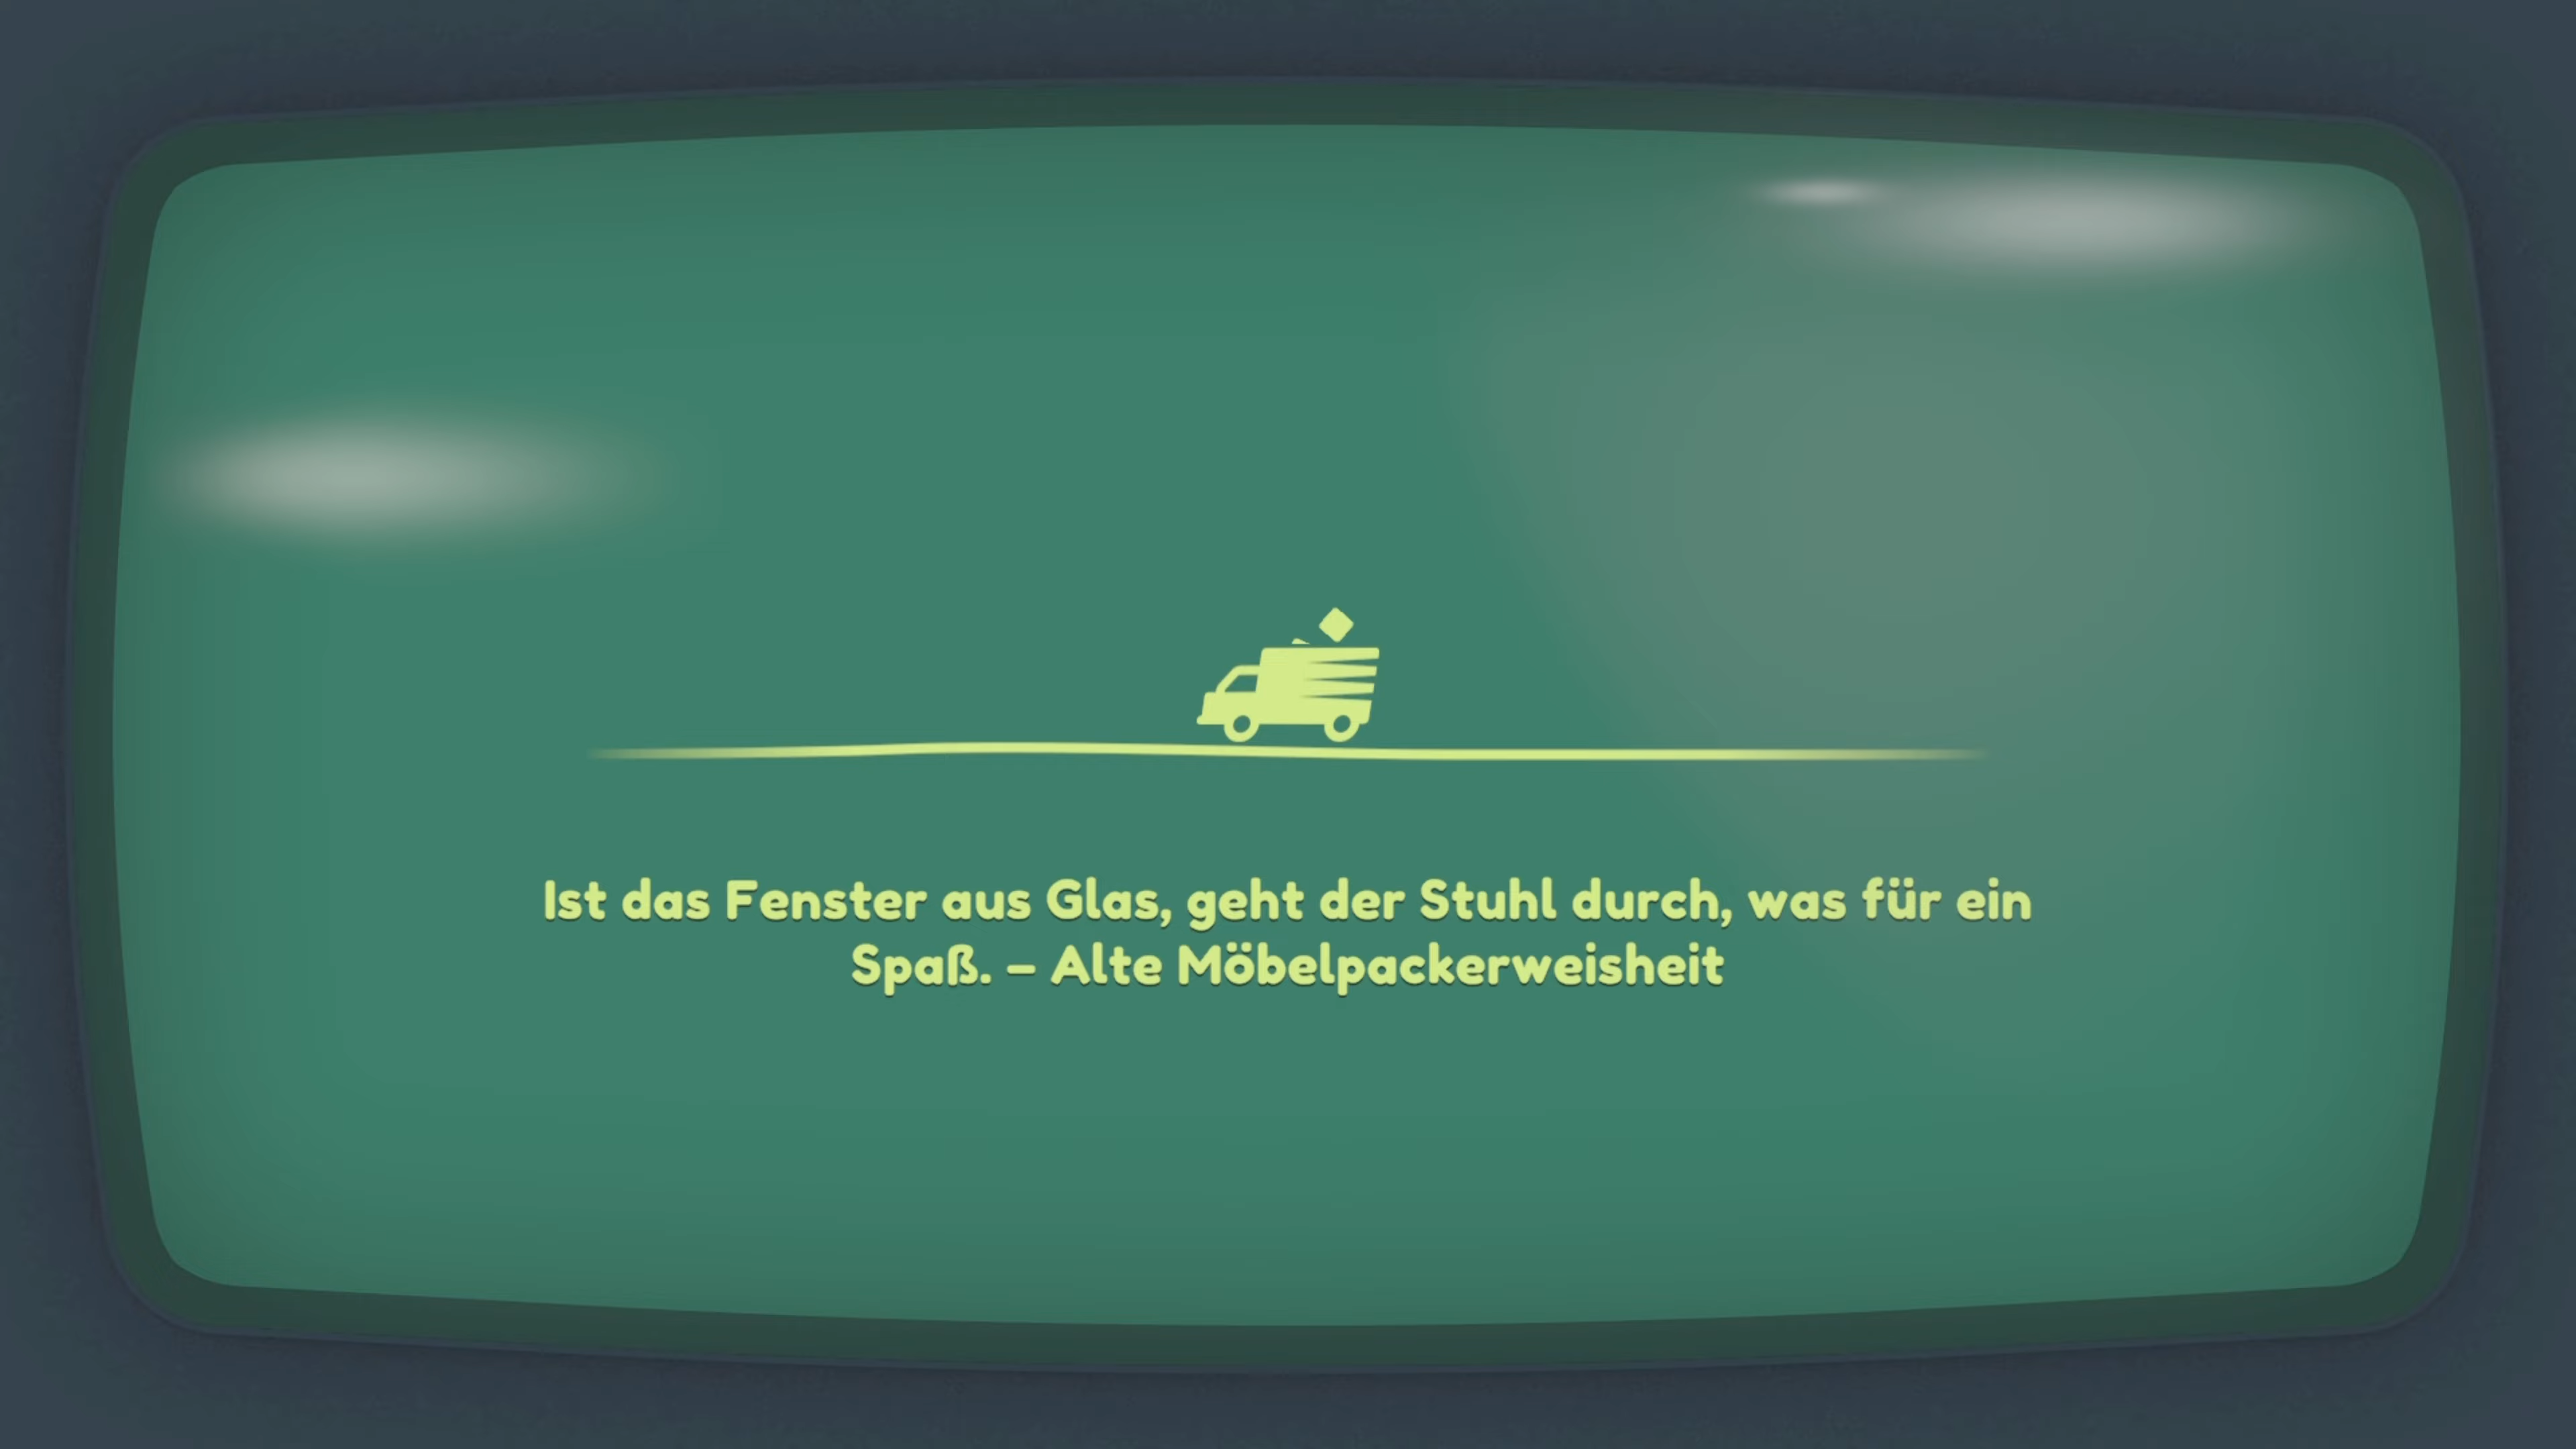 Ist das Fenster aus Glas, geht der Stuhl durch, was für ein
Spaß. – Alte Möbelpackerweisheit